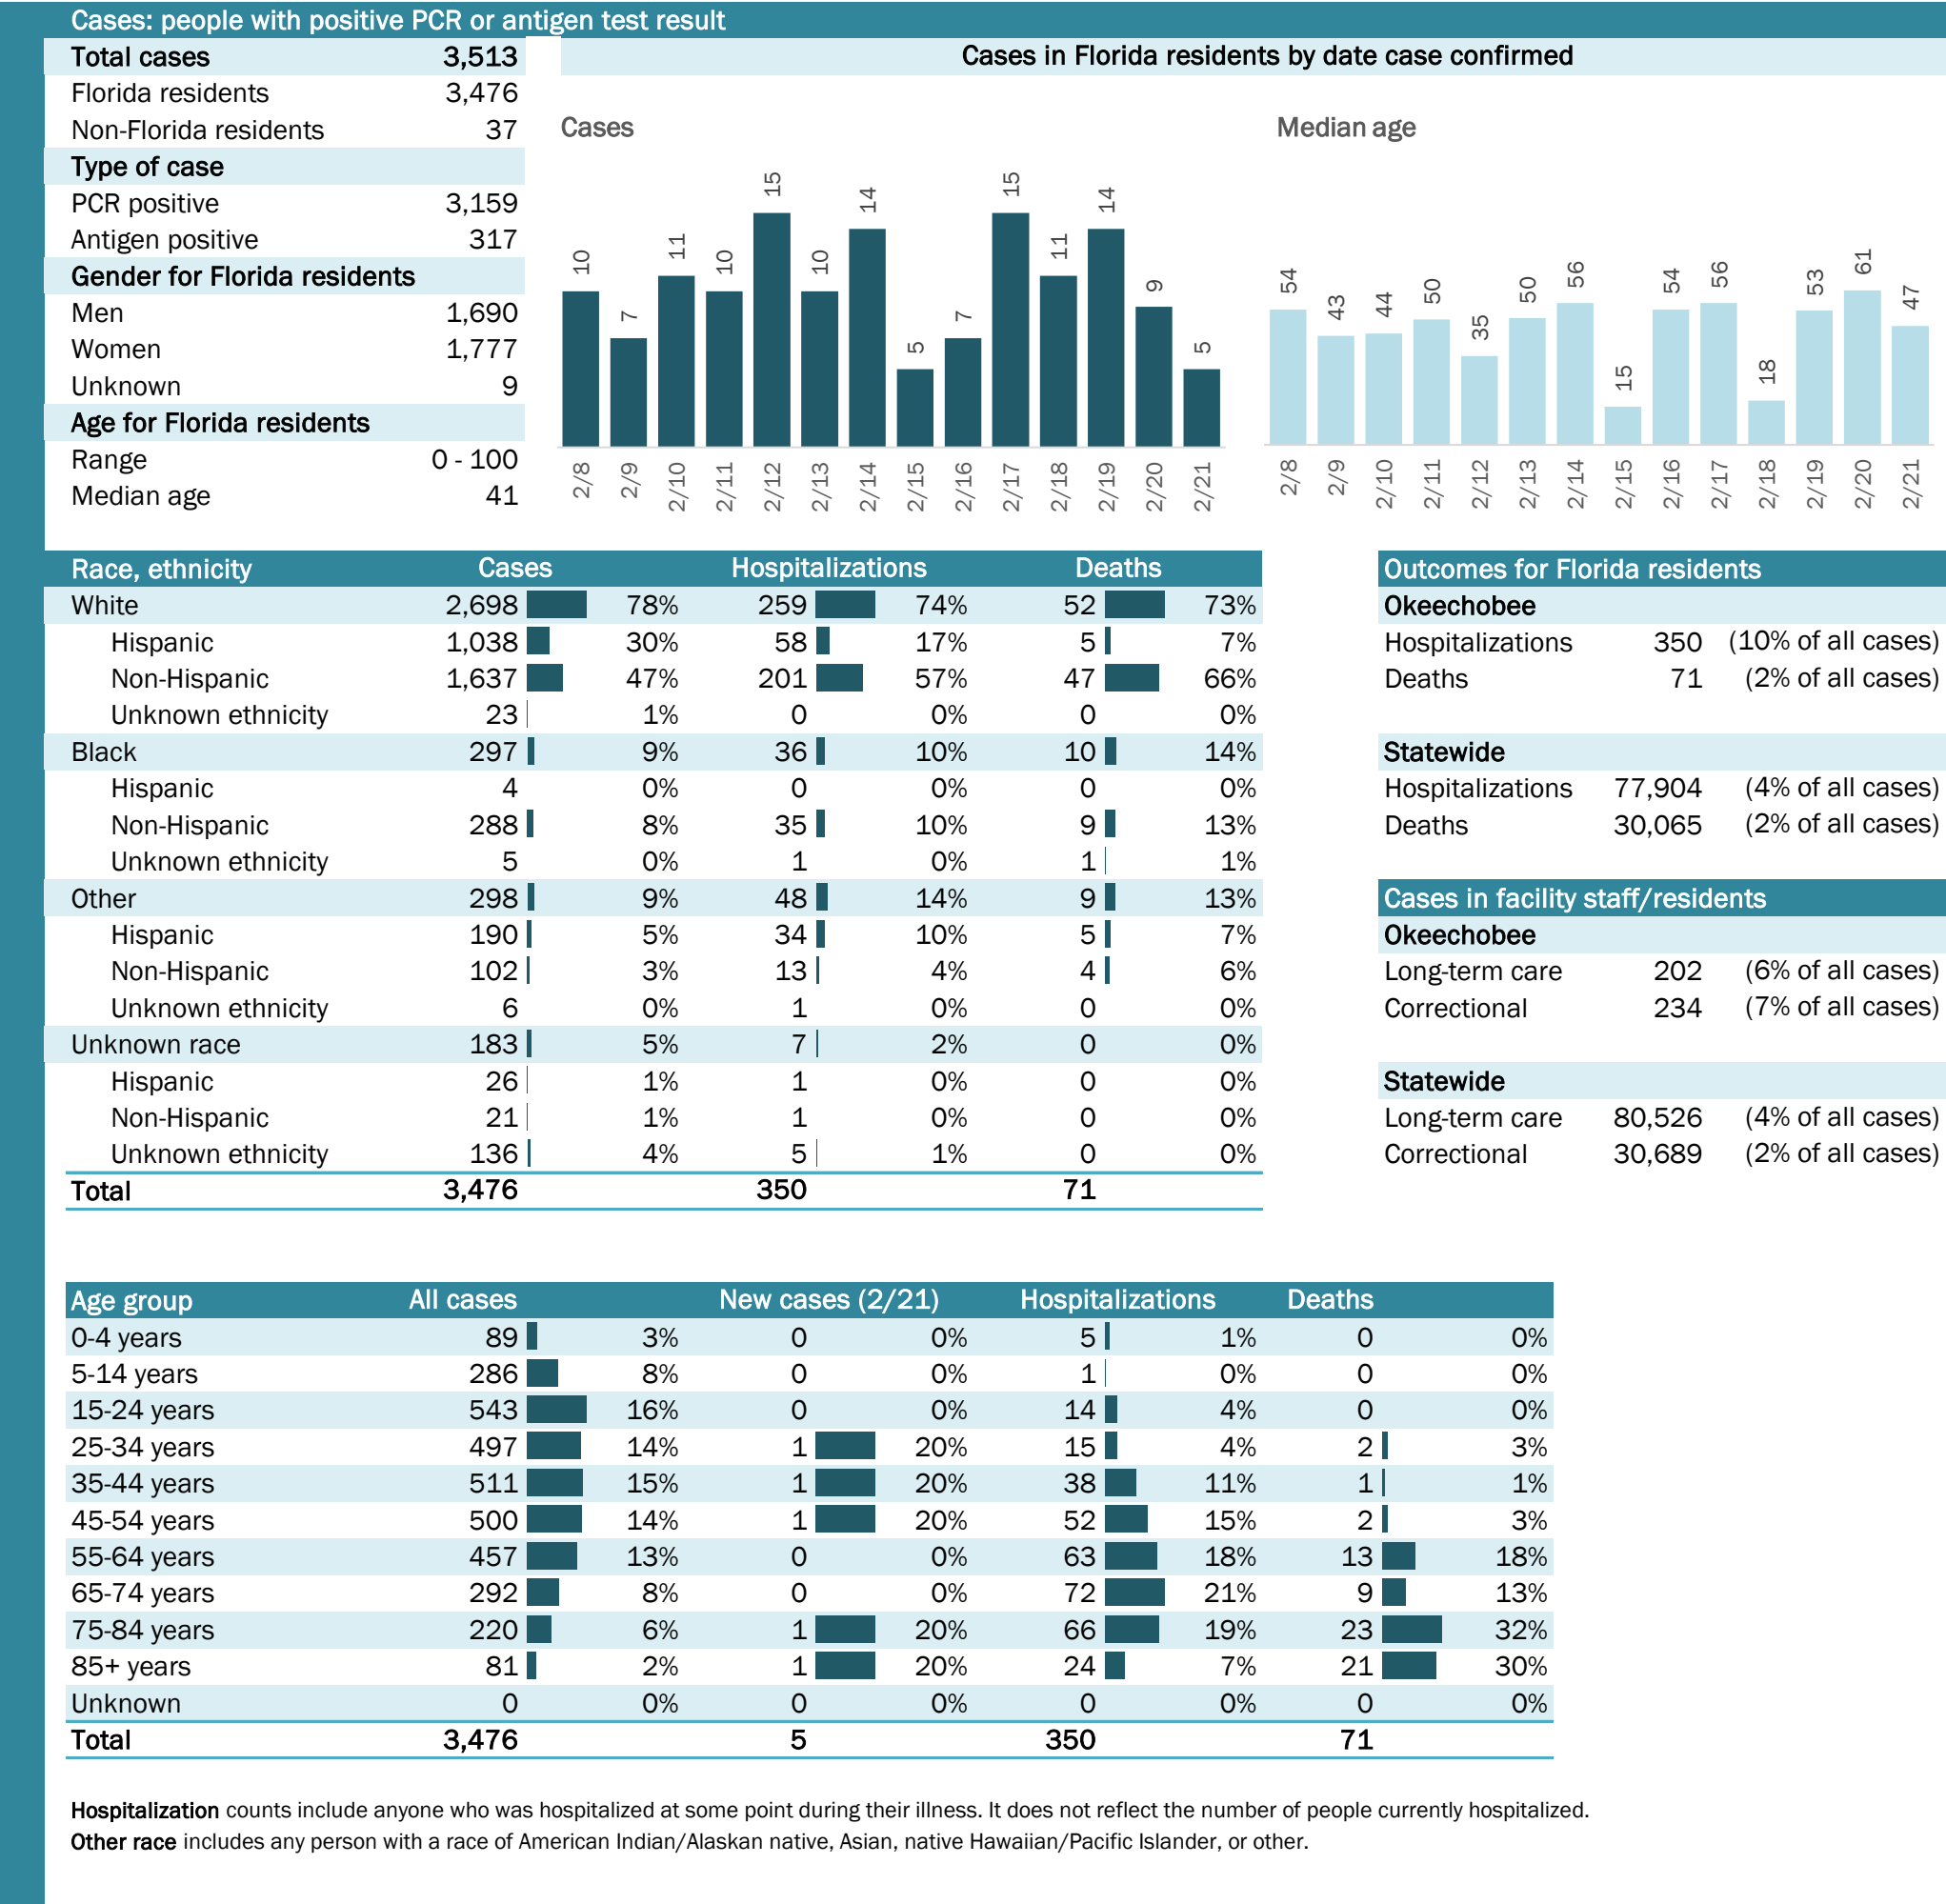 Cases: people with positive PCR or antigen test result
Total cases 3,513
Florida residents 3,476
Non-Florida residents 37
Type of case
PCR positive 3,159
Antigen positive 317
Gender for Florida residents
Men 1,690
Women 1,777
Unknown 9
Age for Florida residents
Range 0 - 100
Median age 41
Cases in Florida residents by date case confirmed
Cases
10 7 11 10 15 10 14 5 7 15 11 14 9 5
2/8 2/9 2/10 2/11 2/12 2/13 2/14 2/15 2/16 2/17 2/18 2/19 2/20 2/21
Median age
54 43 44 50 35 50 56 15 54 56 18 53 61 47
2/8 2/9 2/10 2/11 2/12 2/13 2/14 2/15 2/16 2/17 2/18 2/19 2/20 2/21
Race, ethnicity Cases Hospitalizations Deaths
White 2,698 78% 259 74% 52 73%
Hispanic 1,038 30% 58 17% 5 7%
Non-Hispanic 1,637 47% 201 57% 47 66%
Unknown ethnicity 23 1% 0 0% 0 0%
Black 297 9% 36 10% 10 14%
Hispanic 4 0% 0 0% 0 0%
Non-Hispanic 288 8% 35 10% 9 13%
Unknown ethnicity 5 0% 1 0% 1 1%
Other 298 9% 48 14% 9 13%
Hispanic 190 5% 34 10% 5 7%
Non-Hispanic 102 3% 13 4% 4 6%
Unknown ethnicity 6 0% 1 0% 0 0%
Unknown race 183 5% 7 2% 0 0%
Hispanic 26 1% 1 0% 0 0%
Non-Hispanic 21 1% 1 0% 0 0%
Unknown ethnicity 136 4% 5 1% 0 0%
Total 3,476 350 71
Outcomes for Florida residents
Okeechobee
Hospitalizations 350 (10% of all cases)
Deaths 71 (2% of all cases)
Statewide
Hospitalizations 77,904 (4% of all cases)
Deaths 30,065 (2% of all cases)
Cases in facility staff/residents
Okeechobee
Long-term care 202 (6% of all cases)
Correctional 234 (7% of all cases)
Statewide
Long-term care 80,526 (4% of all cases)
Correctional 30,689 (2% of all cases)
Age group All cases New cases (2/21) Hospitalizations Deaths
0-4 years 89 3% 0 0% 5 1% 0 0%
5-14 years 286 8% 0 0% 1 0% 0 0%
15-24 years 543 16% 0 0% 14 4% 0 0%
25-34 years 497 14% 1 20% 15 4% 2 3%
35-44 years 511 15% 1 20% 38 11% 1 1%
45-54 years 500 14% 1 20% 52 15% 2 3%
55-64 years 457 13% 0 0% 63 18% 13 18%
65-74 years 292 8% 0 0% 72 21% 9 13%
75-84 years 220 6% 1 20% 66 19% 23 32%
85+ years 81 2% 1 20% 24 7% 21 30%
Unknown 0 0% 0 0% 0 0% 0 0%
Total 3,476 5 350 71
Hospitalization counts include anyone who was hospitalized at some point during their illness. It does not reflect the number of people currently hospitalized.
Other race includes any person with a race of American Indian/Alaskan native, Asian, native Hawaiian/Pacific Islander, or other.